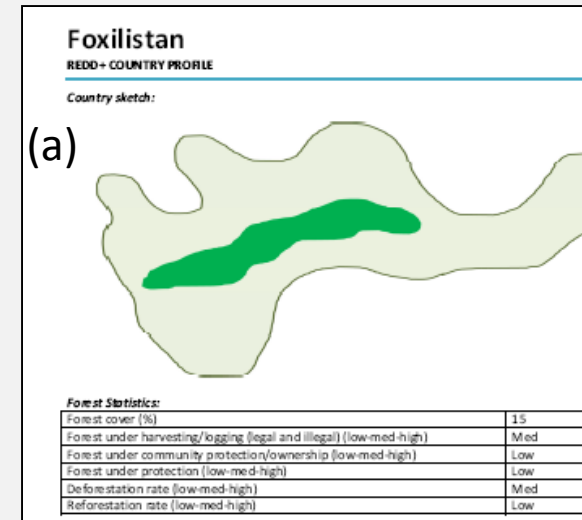 Foxilistan
REDD+ COUNTRY PROFILE
Country sketch:
(a)
Forest Statistics:
Forest cover (%) 15
Forest under harvesting/logging (legal and illegal) (low-med-high) Med
Forest under community protection/ownership (low-med-high) Low
Forest under protection (low-med-high) Low
Deforestation rate (low-med-high) Med
Reforestation rate (low-med-high) Low